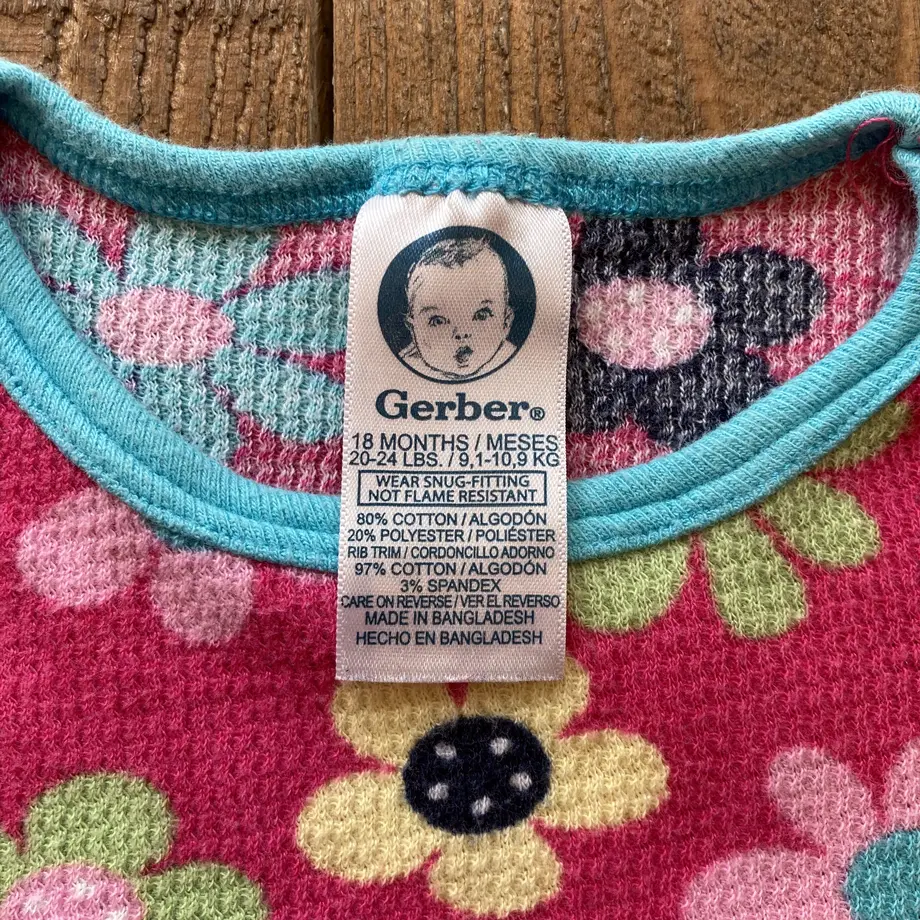 Gerber®
18 MONTHS / MESES
20-24 LBS. / 9,1-10,9 KG
WEAR SNUG-FITTING
NOT FLAME RESISTANT
80% COTTON / ALGODÓN
20% POLYESTER / POLIÉSTER
RIB TRIM / CORDONCILLO ADORNO
97% COTTON / ALGODÓN
3% SPANDEX
CARE ON REVERSE / VER EL REVERSO
MADE IN BANGLADESH
HECHO EN BANGLADESH